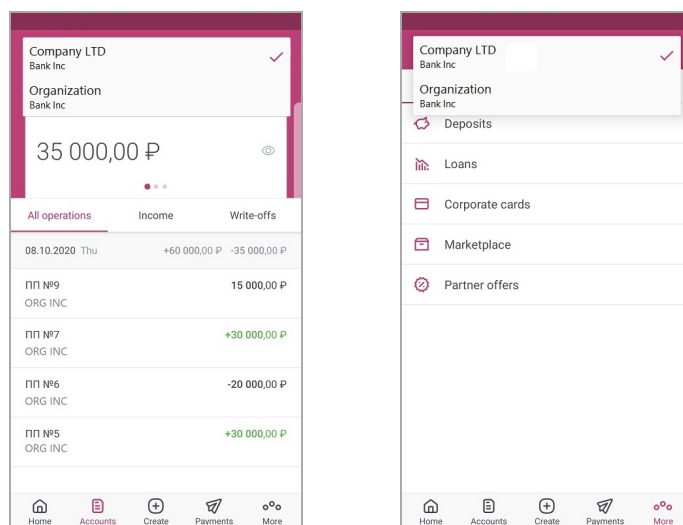 Company LTD
Bank Inc
Organization
Bank Inc
35 000,00 ₽
All operations Income Write-offs
08.10.2020 Thu +60 000,00 ₽ -35 000,00 ₽
ПП №9 15 000,00 ₽
ORG INC
ПП №7 +30 000,00 ₽
ORG INC
ПП №6 -20 000,00 ₽
ORG INC
ПП №5 +30 000,00 ₽
ORG INC
Home Accounts Create Payments More
Company LTD
Bank Inc
Organization
Bank Inc
Deposits
Loans
Corporate cards
Marketplace
Partner offers
Home Accounts Create Payments More